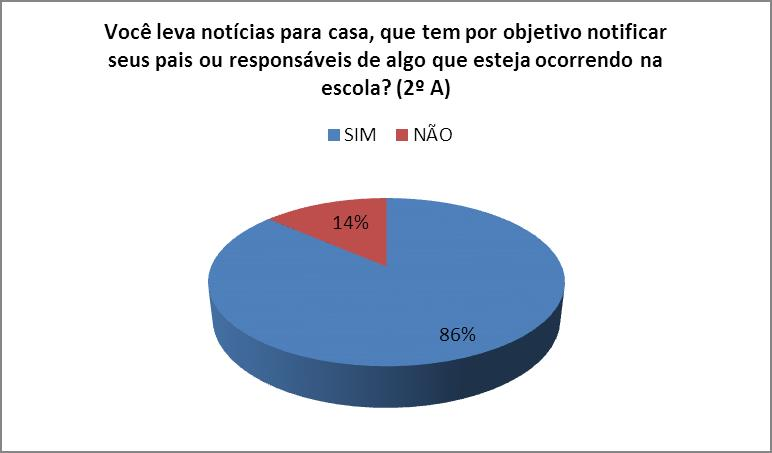 Você leva notícias para casa, que tem por objetivo notificar
seus pais ou responsáveis de algo que esteja ocorrendo na
escola? (2º A)
SIM NÃO
14%
86%